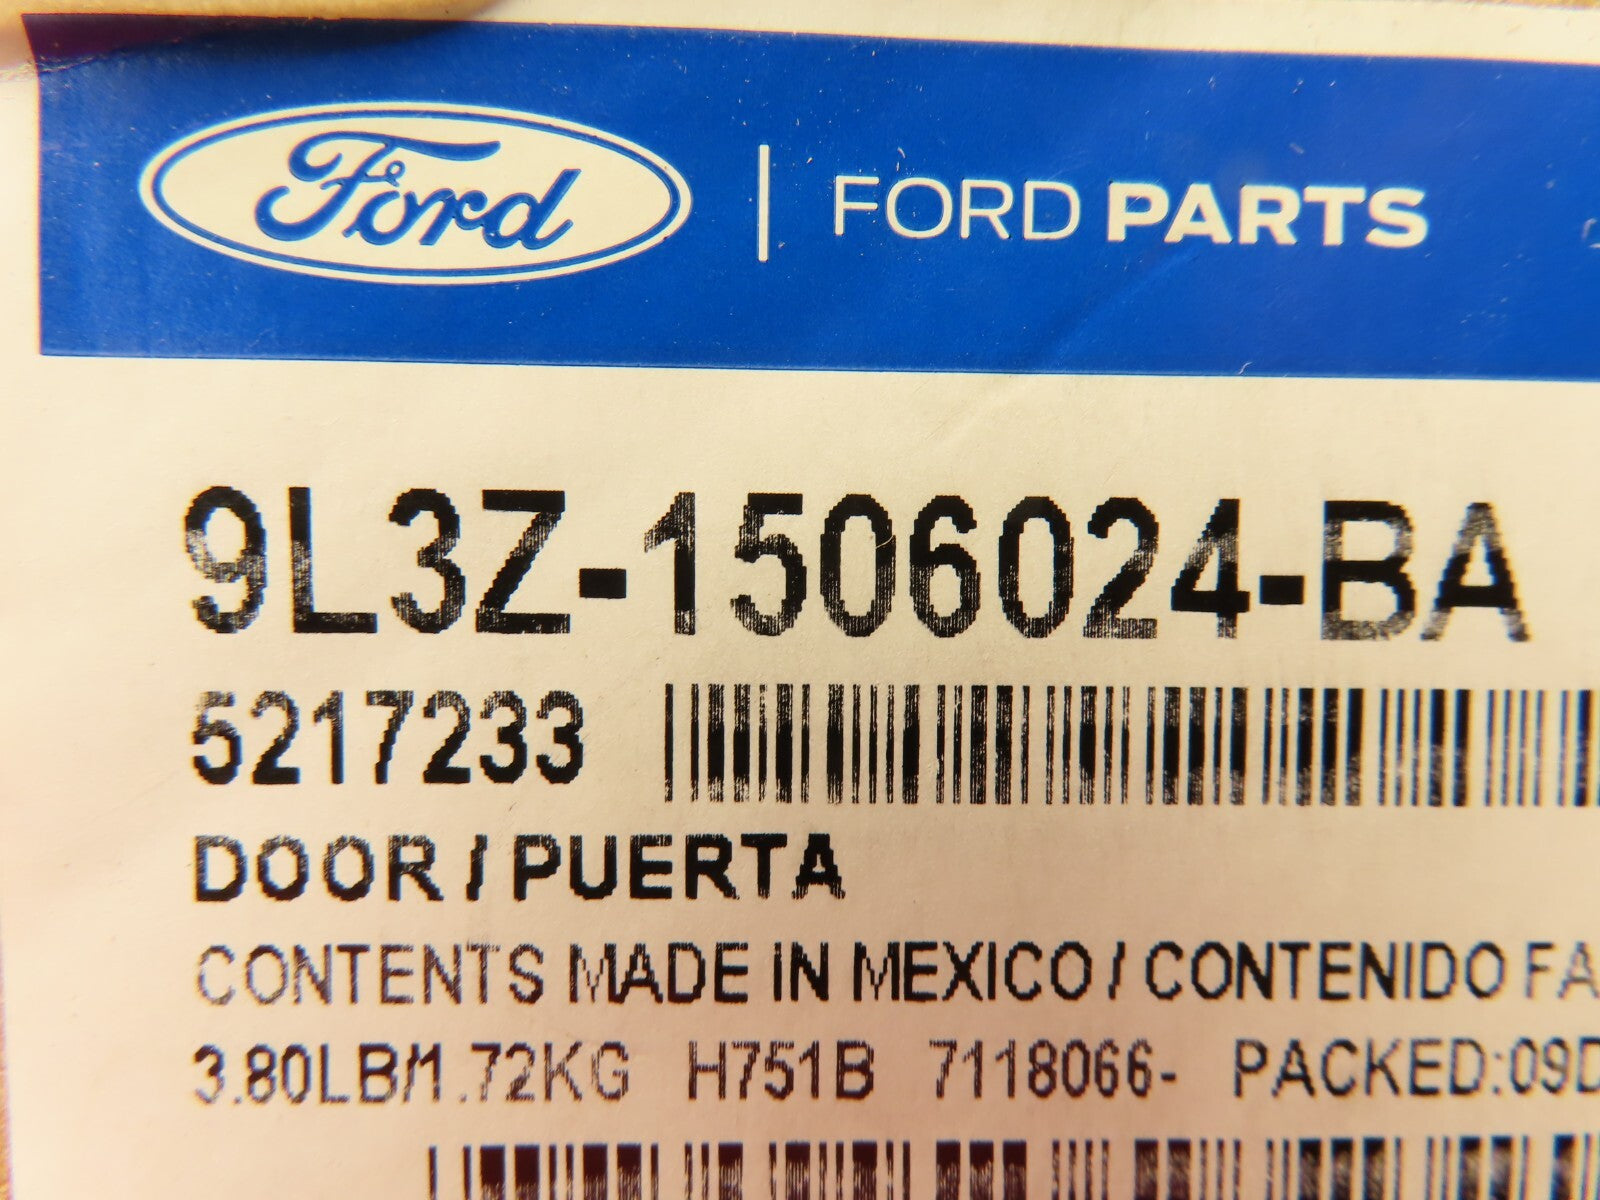 Ford | FORD PARTS
9L3Z-1506024-BA
5217233
DOOR / PUERTA
CONTENTS MADE IN MEXICO / CONTENIDO FA
3.80LB/1.72KG H751B 7118066- PACKED:09D